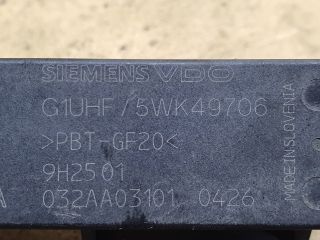 SIEMENS VDO
G1UHF/5WK49706
>PBT-GF20<
9H25 01
032AA03101 0426
A
MADE IN SLOVENIA